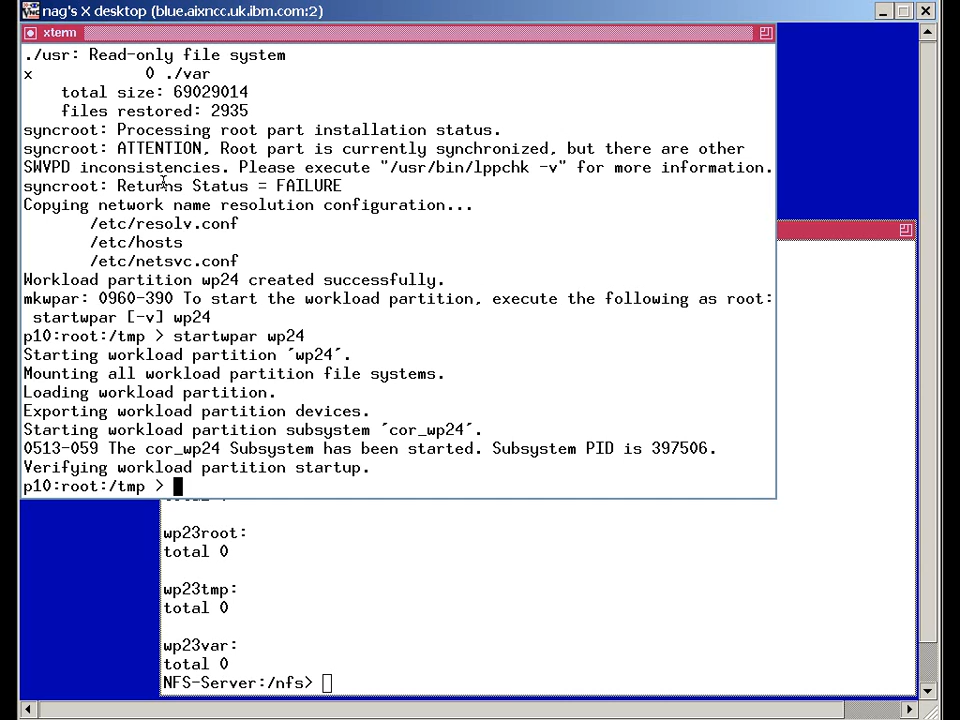 nag's X desktop (blue.aixncc.uk.ibm.com:2)
xterm
./usr: Read-only file system
x 0 ./var
total size: 69029014
files restored: 2935
syncroot: Processing root part installation status.
syncroot: ATTENTION, Root part is currently synchronized, but there are other
SWVPD inconsistencies. Please execute "/usr/bin/lppchk -v" for more information.
syncroot: Returns Status = FAILURE
Copying network name resolution configuration...
/etc/resolv.conf
/etc/hosts
/etc/netsvc.conf
Workload partition wp24 created successfully.
mkwpar: 0960-390 To start the workload partition, execute the following as root:
startwpar [-v] wp24
p10:root:/tmp > startwpar wp24
Starting workload partition 'wp24'.
Mounting all workload partition file systems.
Loading workload partition.
Exporting workload partition devices.
Starting workload partition subsystem 'cor_wp24'.
0513-059 The cor_wp24 Subsystem has been started. Subsystem PID is 397506.
Verifying workload partition startup.
p10:root:/tmp >
wp23root:
total 0
wp23tmp:
total 0
wp23var:
total 0
NFS-Server:/nfs>